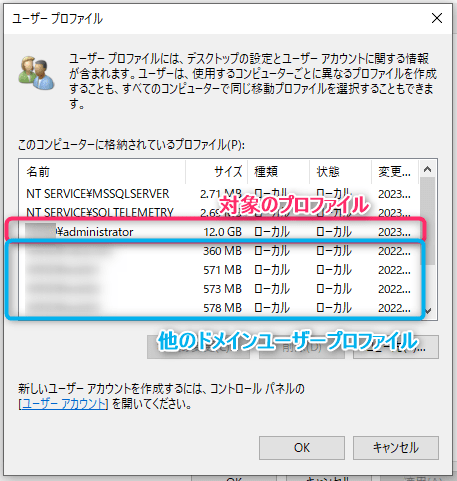 ユーザー プロファイル
ユーザー プロファイルには、デスクトップの設定とユーザー アカウントに関する情報
が含まれます。ユーザーは、使用するコンピューターごとに異なるプロファイルを作成
することも、すべてのコンピューターで同じ移動プロファイルを選択することもできま
す。
このコンピューターに格納されているプロファイル(P):
名前 サイズ 種類 状態 変更...
NT SERVICE¥MSSQLSERVER 2.71 MB ローカル ローカル 2023...
NT SERVICE¥SQLTELEMETRY 2.69 ローカル ローカル 2023...
対象のプロファイル
¥administrator 12.0 GB ローカル ローカル 2023...
360 MB ローカル ローカル 2022...
571 MB ローカル ローカル 2022...
573 MB ローカル ローカル 2022...
578 MB ローカル ローカル 2022...
他のドメインユーザープロファイル
新しいユーザー アカウントを作成するには、コントロール パネルの
[ユーザー アカウント] を開いてください。
OK キャンセル